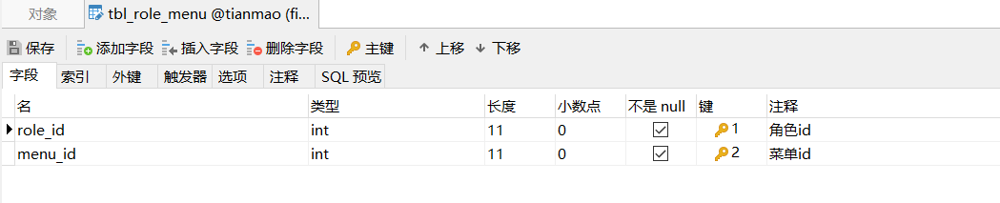 对象 tbl_role_menu @tianmao (fi...
保存 添加字段 插入字段 删除字段 主键 上移 下移
字段 索引 外键 触发器 选项 注释 SQL 预览
名 类型 长度 小数点 不是 null 键 注释
role_id int 11 0 1 角色id
menu_id int 11 0 2 菜单id